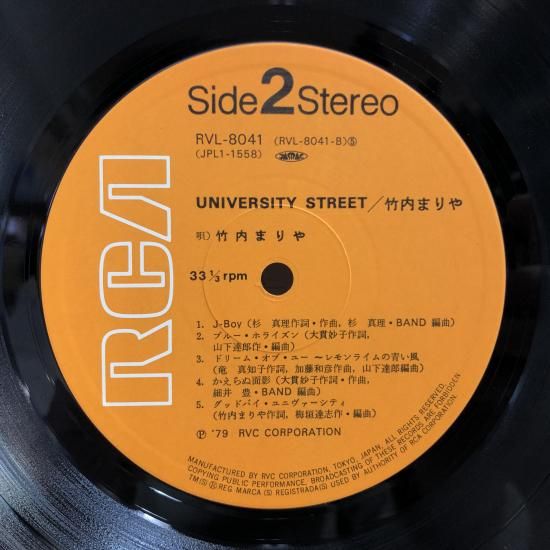 Side 2 Stereo
RVL-8041 (RVL-8041-B)⑤
(JPL1-1558) JASRAC
UNIVERSITY STREET/竹内まりや
唄) 竹内まりや
33 1/3 rpm
1. J-Boy (杉 真理作詞・作曲, 杉 真理・BAND 編曲)
2. ブルー・ホライズン (大貫妙子作詞,
山下達郎作・編曲)
3. ドリーム・オブ・ユー 〜レモンライムの青い風
(竜 真知子作詞, 加藤和彦作曲, 山下達郎編曲)
4. かえらぬ面影 (大貫妙子作詞・作曲,
細井 豊・BAND 編曲)
5. グッドバイ・ユニヴァーシティ
(竹内まりや作詞, 梅垣達志作・編曲)
℗ '79 RVC CORPORATION
RCA
MANUFACTURED BY RVC CORPORATION, TOKYO, JAPAN, ALL RIGHTS RESERVED.
COPYING PUBLIC PERFORMANCE, BROADCASTING OF THESE RECORDS ARE FORBIDDEN
TM(S) ® REG·MARCA (S) REGISTRADA(S) USED BY AUTHORITY OF RCA CORPORATION.